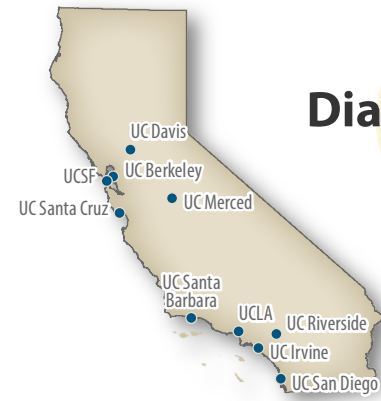 Dia
UC Davis
UCSF
UC Berkeley
UC Merced
UC Santa Cruz
UC Santa
Barbara
UCLA
UC Riverside
UC Irvine
UC San Diego